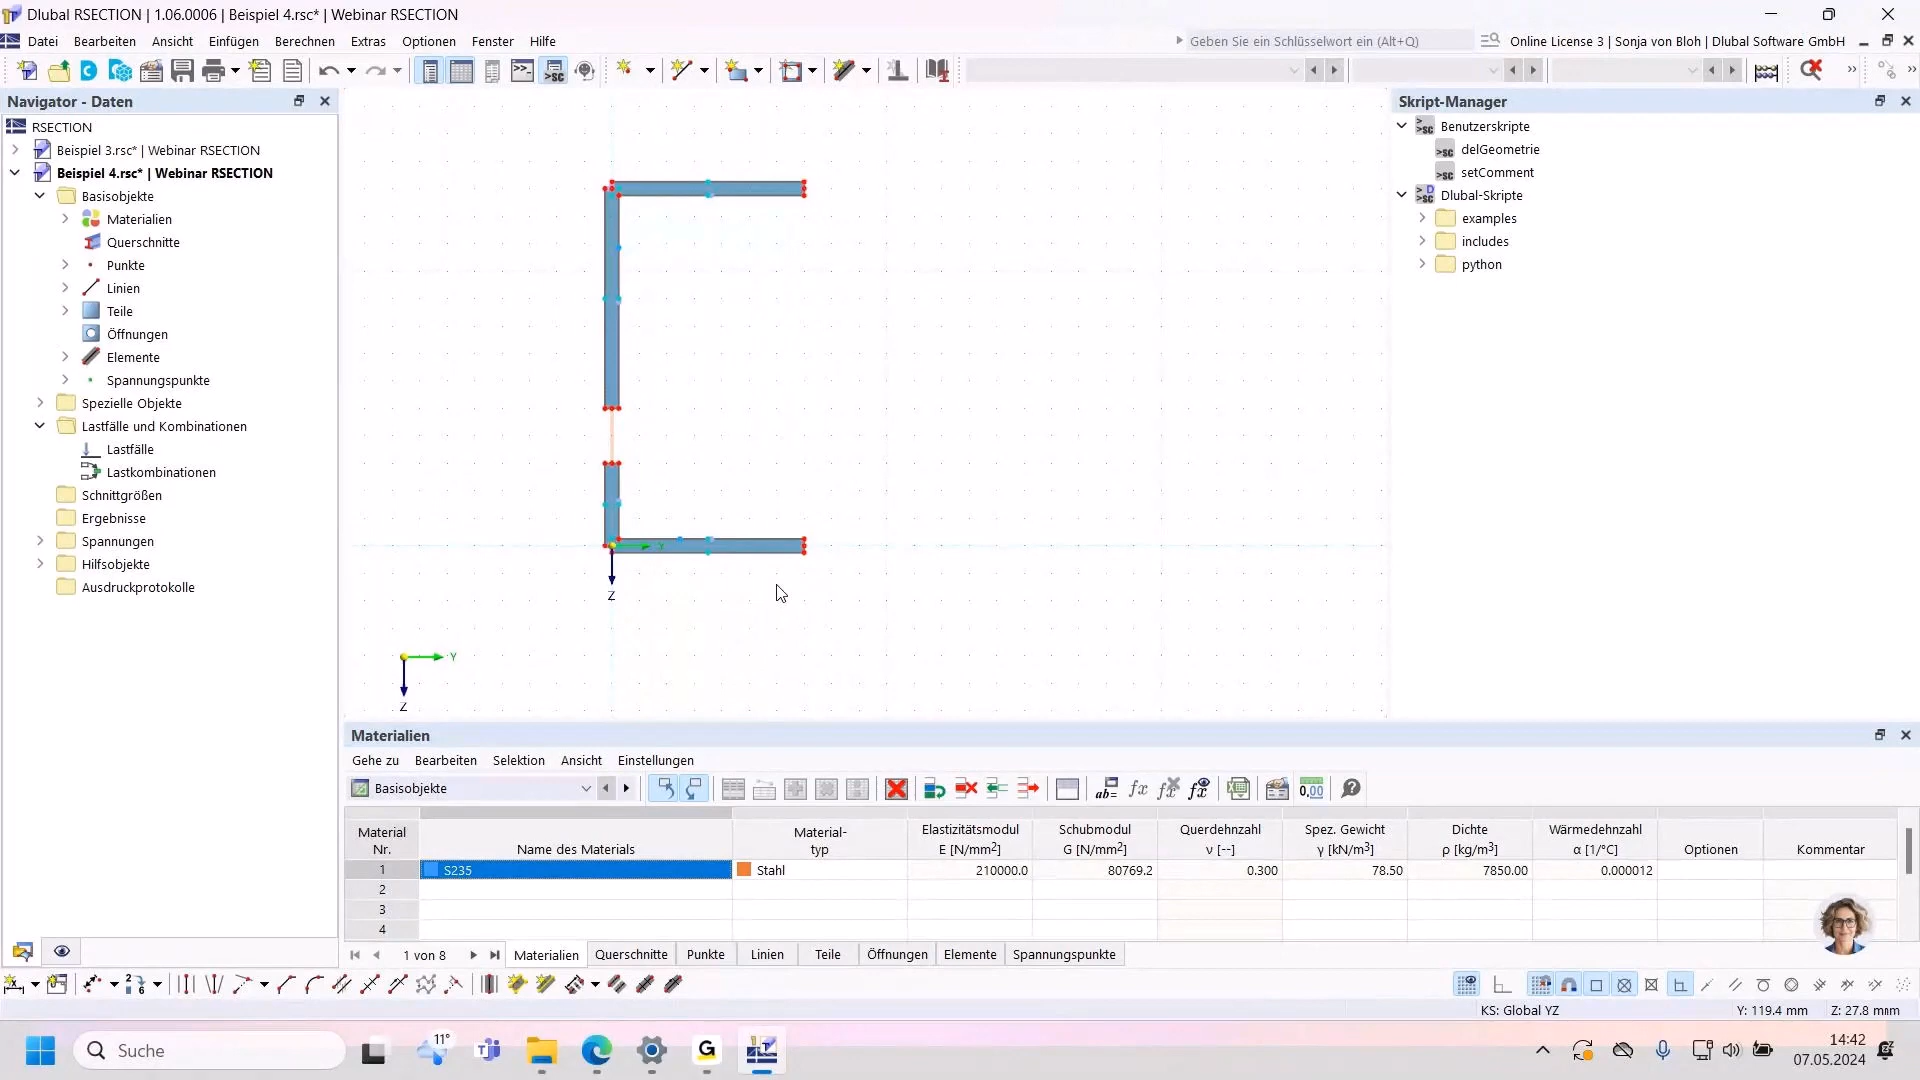 Dlubal RSECTION | 1.06.0006 | Beispiel 4.rsc* | Webinar RSECTION
Datei Bearbeiten Ansicht Einfügen Berechnen Extras Optionen Fenster Hilfe
Geben Sie ein Schlüsselwort ein (Alt+Q)
Online License 3 | Sonja von Bloh | Dlubal Software GmbH
Navigator - Daten
RSECTION
Beispiel 3.rsc* | Webinar RSECTION
Beispiel 4.rsc* | Webinar RSECTION
Basisobjekte
Materialien
Querschnitte
Punkte
Linien
Teile
Öffnungen
Elemente
Spannungspunkte
Spezielle Objekte
Lastfälle und Kombinationen
Lastfälle
Lastkombinationen
Schnittgrößen
Ergebnisse
Spannungen
Hilfsobjekte
Ausdruckprotokolle
Y
Z
Y
Z
Skript-Manager
Benutzerskripte
delGeometrie
setComment
Dlubal-Skripte
examples
includes
python
Materialien
Gehe zu Bearbeiten Selektion Ansicht Einstellungen
Basisobjekte
Material Nr. Name des Materials Material-typ Elastizitätsmodul E [N/mm²] Schubmodul G [N/mm²] Querdehnzahl ν [--] Spez. Gewicht γ [kN/m³] Dichte ρ [kg/m³] Wärmedehnzahl α [1/°C] Optionen Kommentar
1 S235 Stahl 210000.0 80769.2 0.300 78.50 7850.00 0.000012
2
3
4
1 von 8 Materialien Querschnitte Punkte Linien Teile Öffnungen Elemente Spannungspunkte
KS: Global YZ Y: 119.4 mm Z: 27.8 mm
Suche
11°
14:42
07.05.2024